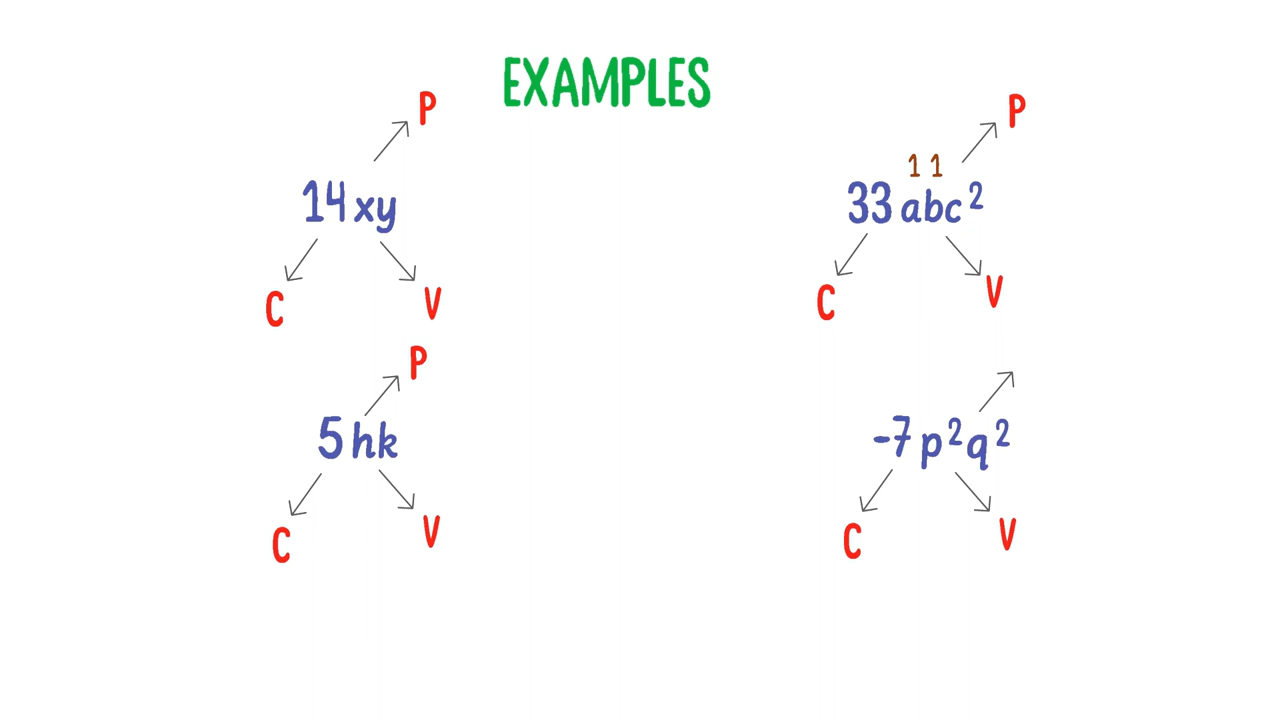 EXAMPLES
P
14xy
C V
P
1 1
33abc²
C V
P
5hk
C V
-7p²q²
C V